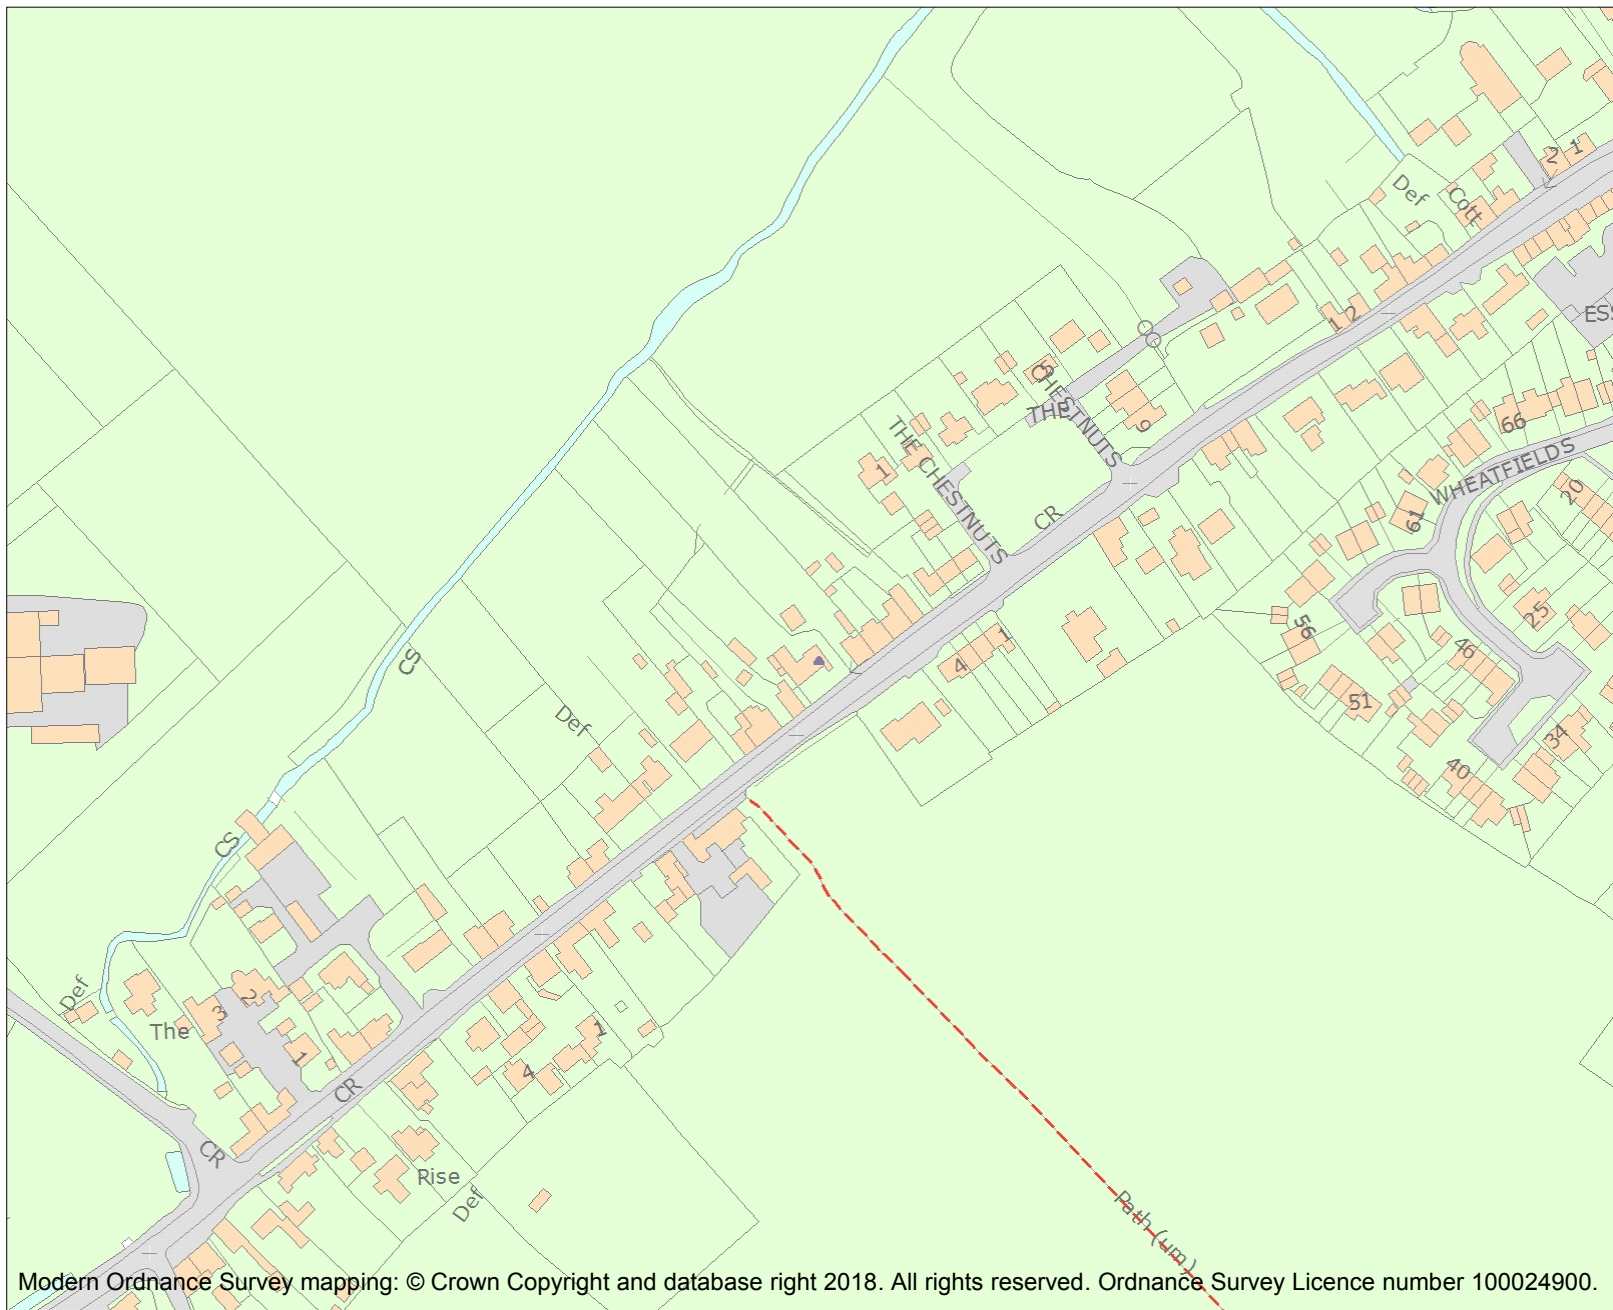 Def
Cott
2 1
ESS
1 2
CO
5
THE
CHESTNUTS
9
THE CHESTNUTS
1
CR
66
WHEATFIELDS
20
61
56
25
46
51
34
40
1
4
CS
Def
CS
Def
The
2
3
1
1
4
CR
CR
Rise
Def
Path (um)
Modern Ordnance Survey mapping: © Crown Copyright and database right 2018. All rights reserved. Ordnance Survey Licence number 100024900.